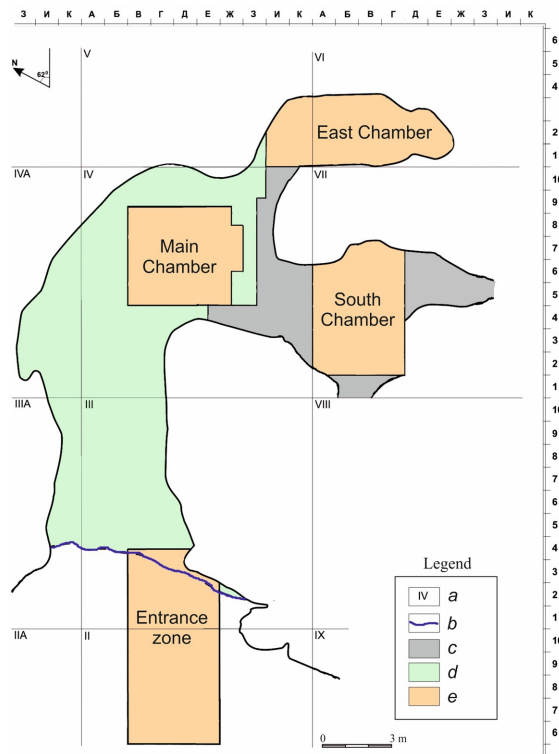 З И К А Б В Г Д Е Ж З И К А Б В Г Д Е Ж З И К
6
V
VI
5
N
62°
4
3
East Chamber
2
1
IVA IV VII
10
9
8
Main
Chamber
7
6
South
Chamber
5
4
3
2
1
IIIA III VIII
10
9
8
7
6
5
4
Legend
3
IV a
2
b
1
Entrance
zone
IIA II IX
c
10
d
9
e
8
7
0 3 m
6